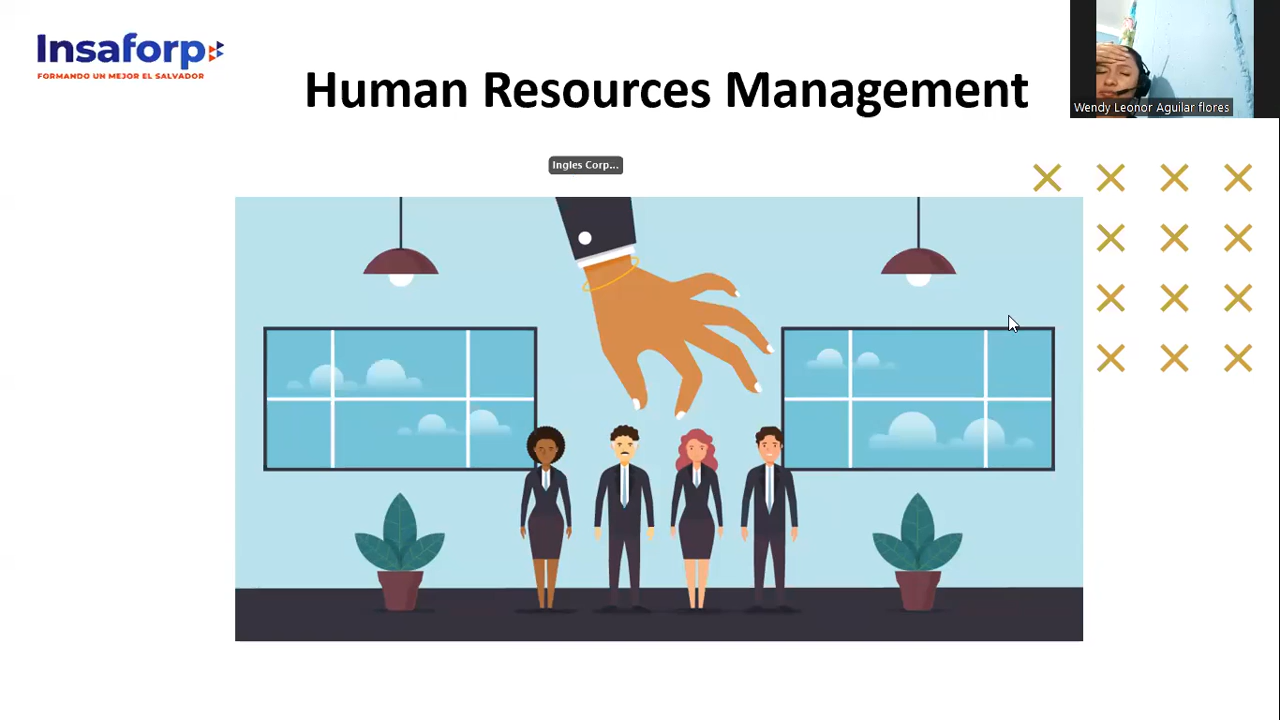 Insaforp
FORMANDO UN MEJOR EL SALVADOR
Human Resources Management
Wendy Leonor Aguilar flores
Ingles Corp...